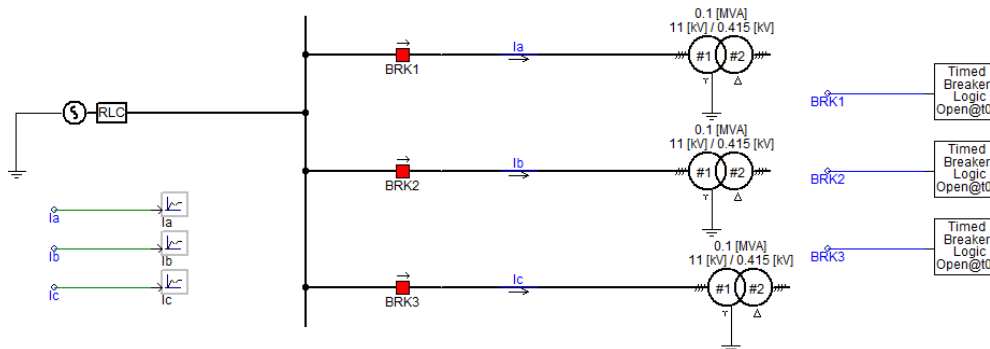 0.1 [MVA]
11 [kV] / 0.415 [kV]
Ia
#1 #2
BRK1
RLC
0.1 [MVA]
11 [kV] / 0.415 [kV]
Ib
#1 #2
BRK2
0.1 [MVA]
11 [kV] / 0.415 [kV]
Ic
#1 #2
BRK3
Ia
Ia
Ib
Ib
Ic
Ic
BRK1
Timed
Breaker
Logic
Open@t0
BRK2
Timed
Breaker
Logic
Open@t0
BRK3
Timed
Breaker
Logic
Open@t0